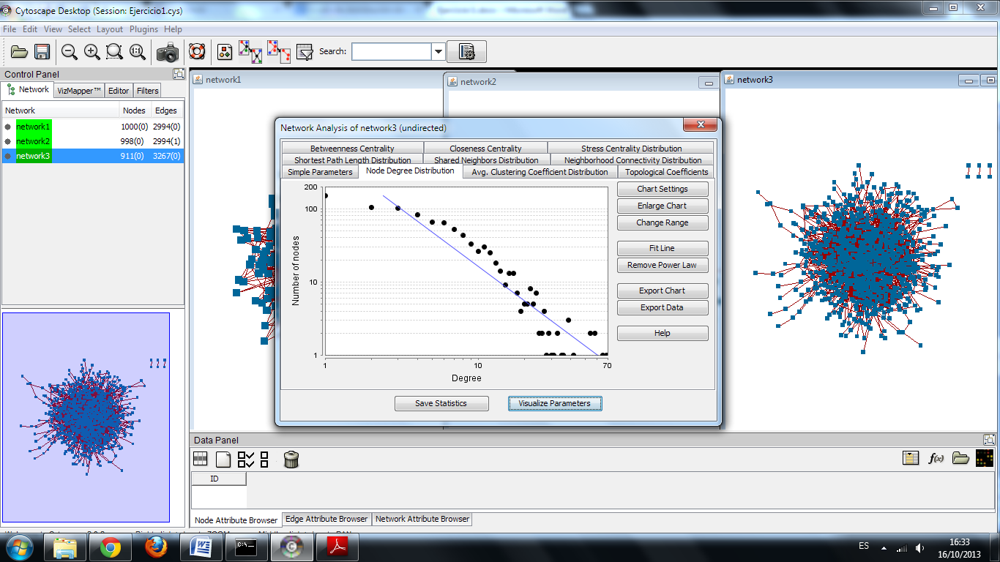 Cytoscape Desktop (Session: Ejercicio1.cys)
File Edit View Select Layout Plugins Help
Search:
Control Panel
Network VizMapper™ Editor Filters
Network Nodes Edges
network1 1000(0) 2994(0)
network2 998(0) 2994(1)
network3 911(0) 3267(0)
network1
network2
network3
Network Analysis of network3 (undirected)
Betweenness Centrality Closeness Centrality Stress Centrality Distribution
Shortest Path Length Distribution Shared Neighbors Distribution Neighborhood Connectivity Distribution
Simple Parameters Node Degree Distribution Avg. Clustering Coefficient Distribution Topological Coefficients
200
100
10
1
Number of nodes
1 10 70
Degree
Chart Settings
Enlarge Chart
Change Range
Fit Line
Remove Power Law
Export Chart
Export Data
Help
Save Statistics Visualize Parameters
Data Panel
f(x)
ID
Node Attribute Browser Edge Attribute Browser Network Attribute Browser
ES
16:33
16/10/2013